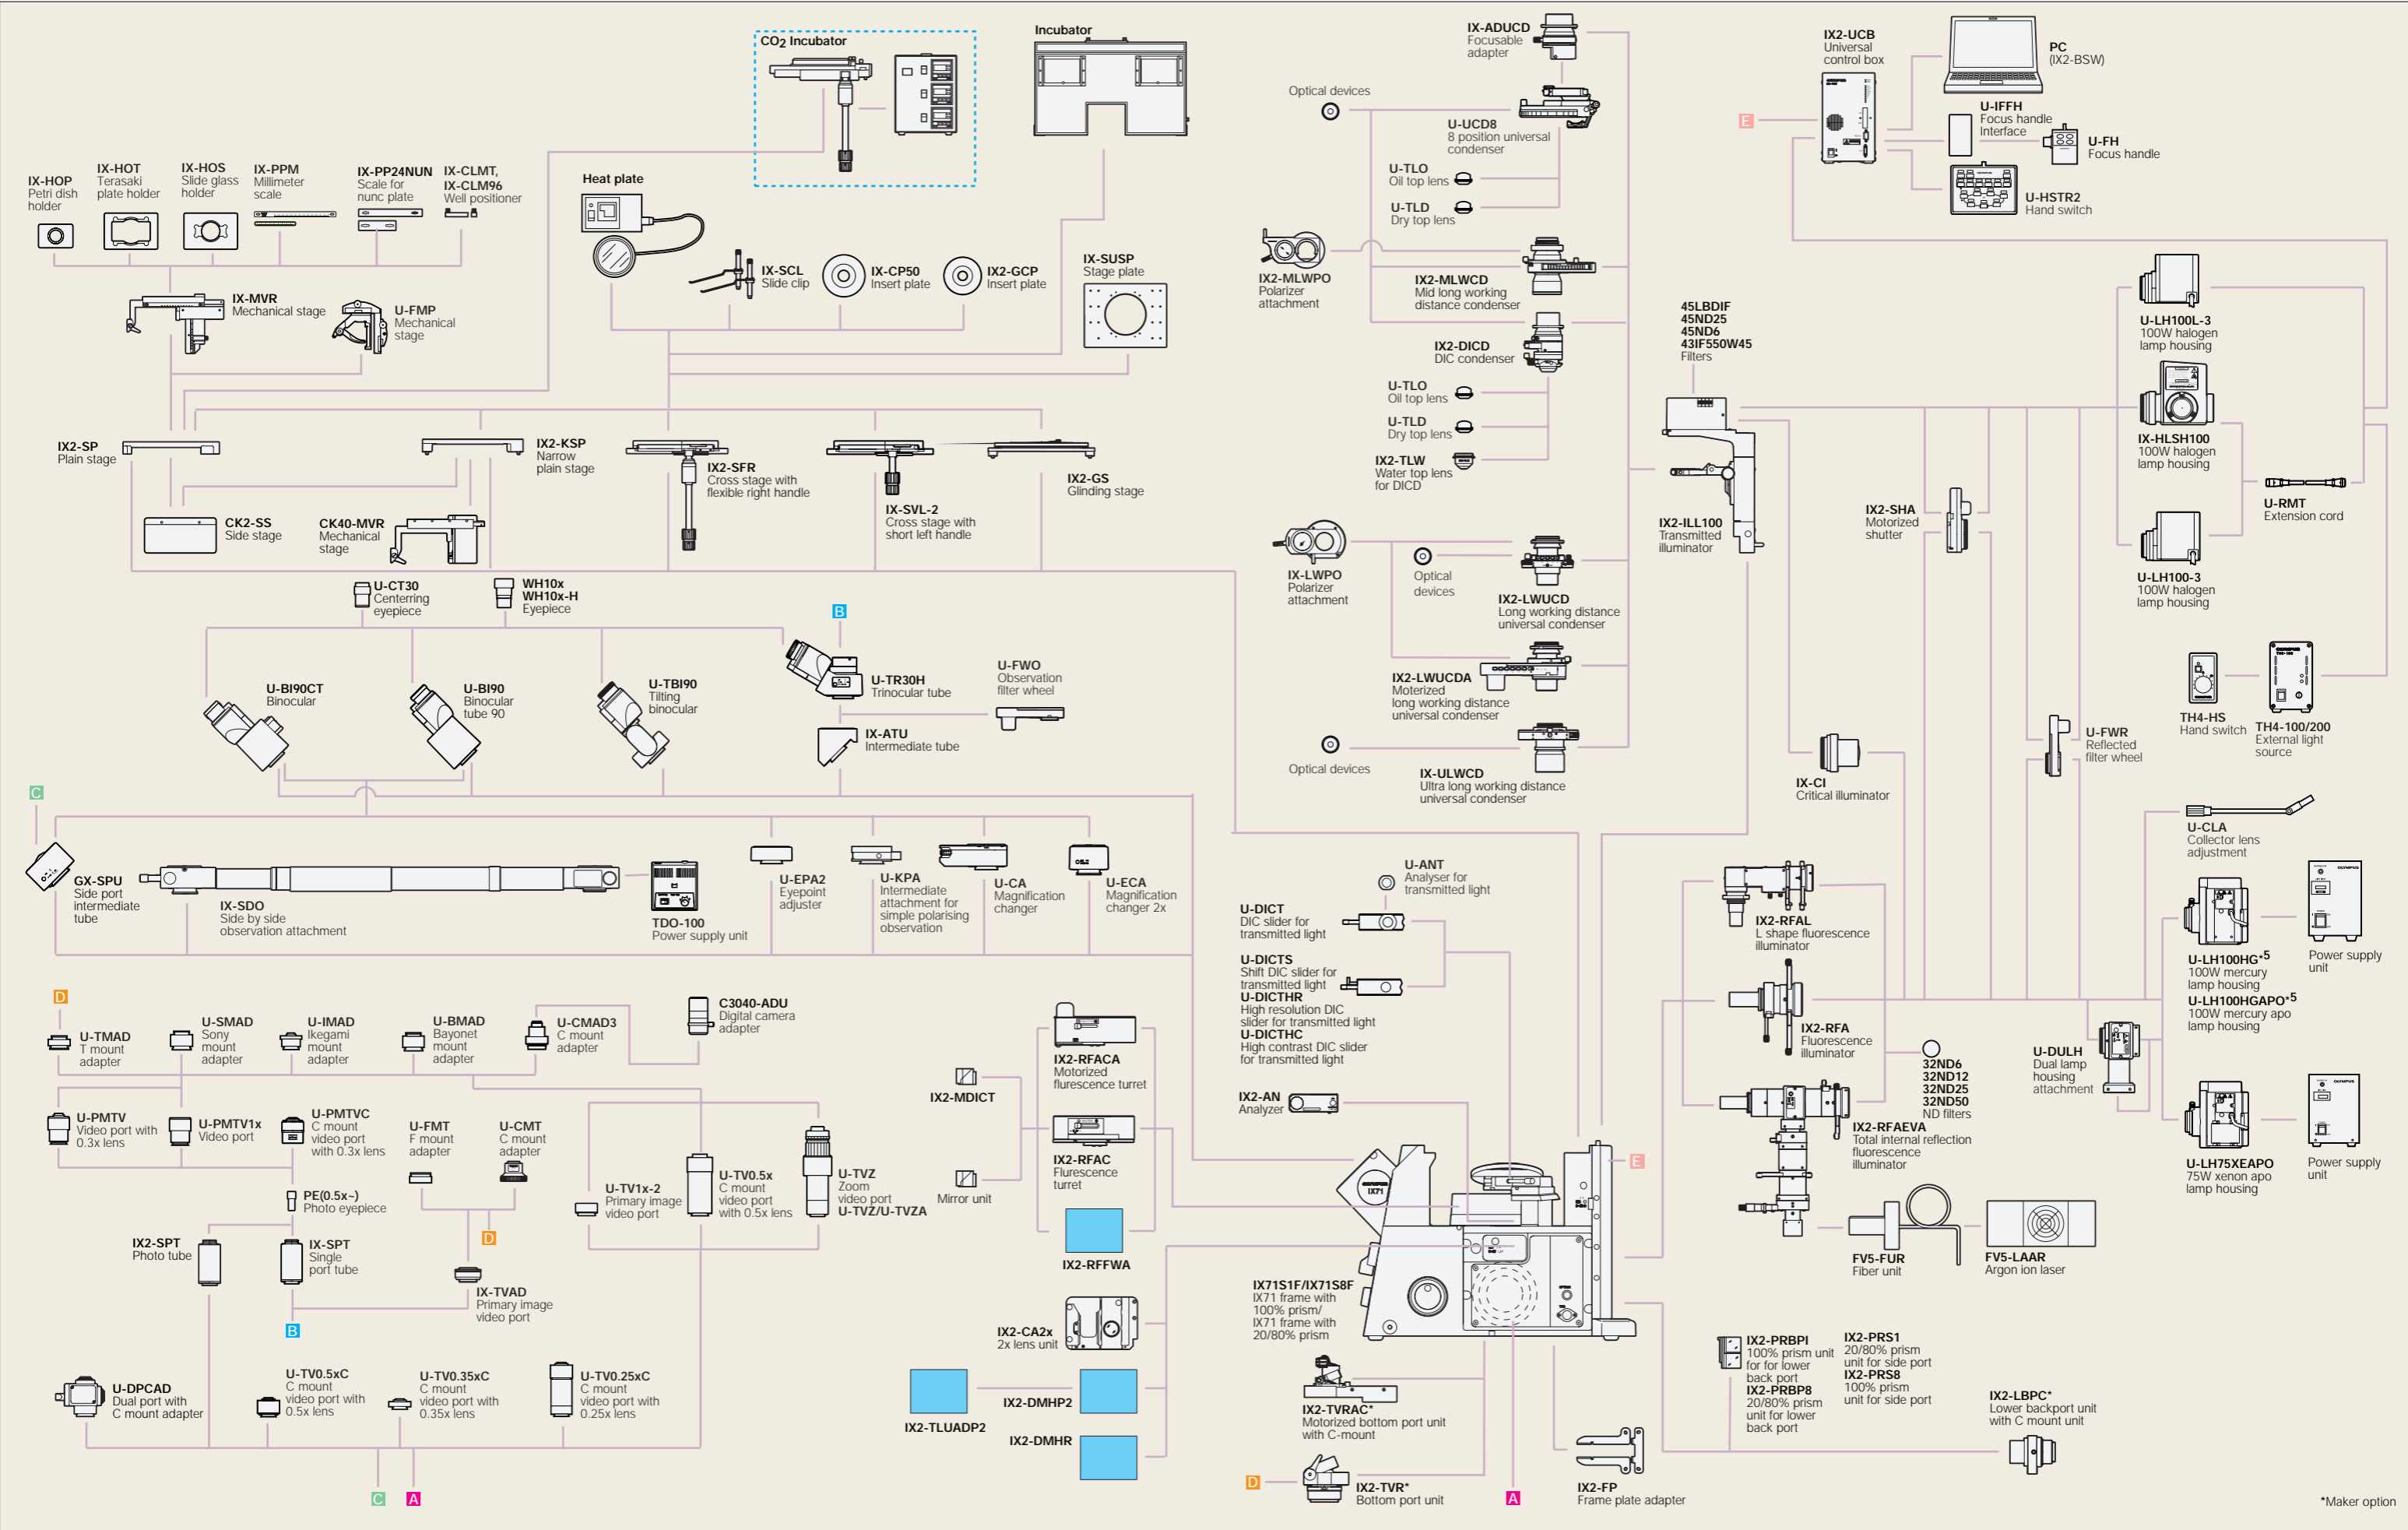 CO2 Incubator
Incubator
IX-HOP
Petri dish
holder
IX-HOT
Terasaki
plate holder
IX-HOS
Slide glass
holder
IX-PPM
Millimeter
scale
IX-PP24NUN
Scale for
nunc plate
IX-CLMT,
IX-CLM96
Well positioner
Heat plate
IX-SCL
Slide clip
IX-CP50
Insert plate
IX2-GCP
Insert plate
IX-SUSP
Stage plate
IX-MVR
Mechanical stage
U-FMP
Mechanical
stage
IX2-SP
Plain stage
IX2-KSP
Narrow
plain stage
IX2-SFR
Cross stage with
flexible right handle
IX-SVL-2
Cross stage with
short left handle
IX2-GS
Glinding stage
CK2-SS
Side stage
CK40-MVR
Mechanical
stage
U-CT30
Centerring
eyepiece
WH10x
WH10x-H
Eyepiece
B
U-BI90CT
Binocular
U-BI90
Binocular
tube 90
U-TBI90
Tilting
binocular
U-TR30H
Trinocular tube
U-FWO
Observation
filter wheel
IX-ATU
Intermediate tube
C
GX-SPU
Side port
intermediate
tube
IX-SDO
Side by side
observation attachment
TDO-100
Power supply unit
U-EPA2
Eyepoint
adjuster
U-KPA
Intermediate
attachment for
simple polarising
observation
U-CA
Magnification
changer
U-ECA
Magnification
changer 2x
D
U-TMAD
T mount
adapter
U-SMAD
Sony
mount
adapter
U-IMAD
Ikegami
mount
adapter
U-BMAD
Bayonet
mount
adapter
U-CMAD3
C mount
adapter
C3040-ADU
Digital camera
adapter
U-PMTV
Video port with
0.3x lens
U-PMTV1x
Video port
U-PMTVC
C mount
video port
with 0.3x lens
U-FMT
F mount
adapter
U-CMT
C mount
adapter
U-TV1x-2
Primary image
video port
U-TV0.5x
C mount
video port
with 0.5x lens
U-TVZ
Zoom
video port
U-TVZ/U-TVZA
PE(0.5x~)
Photo eyepiece
D
IX2-SPT
Photo tube
IX-SPT
Single
port tube
IX-TVAD
Primary image
video port
B
U-DPCAD
Dual port with
C mount adapter
U-TV0.5xC
C mount
video port with
0.5x lens
U-TV0.35xC
C mount
video port with
0.35x lens
U-TV0.25xC
C mount
video port with
0.25x lens
C
A
IX-ADUCD
Focusable
adapter
Optical devices
U-UCD8
8 position universal
condenser
U-TLO
Oil top lens
U-TLD
Dry top lens
IX2-MLWPO
Polarizer
attachment
IX2-MLWCD
Mid long working
distance condenser
IX2-DICD
DIC condenser
U-TLO
Oil top lens
U-TLD
Dry top lens
IX2-TLW
Water top lens
for DICD
IX-LWPO
Polarizer
attachment
Optical
devices
IX2-LWUCD
Long working distance
universal condenser
IX2-LWUCDA
Moterized
long working distance
universal condenser
Optical devices
IX-ULWCD
Ultra long working distance
universal condenser
45LBDIF
45ND25
45ND6
43IF550W45
Filters
IX2-ILL100
Transmitted
illuminator
E
IX2-UCB
Universal
control box
PC
(IX2-BSW)
U-IFFH
Focus handle
Interface
U-FH
Focus handle
U-HSTR2
Hand switch
U-LH100L-3
100W halogen
lamp housing
IX-HLSH100
100W halogen
lamp housing
U-RMT
Extension cord
U-LH100-3
100W halogen
lamp housing
IX2-SHA
Motorized
shutter
TH4-HS
Hand switch
TH4-100/200
External light
source
IX-CI
Critical illuminator
U-FWR
Reflected
filter wheel
U-CLA
Collector lens
adjustment
U-LH100HG*5
100W mercury
lamp housing
U-LH100HGAPO*5
100W mercury apo
lamp housing
Power supply
unit
U-DULH
Dual lamp
housing
attachment
U-LH75XEAPO
75W xenon apo
lamp housing
Power supply
unit
IX2-RFAL
L shape fluorescence
illuminator
IX2-RFA
Fluorescence
illuminator
32ND6
32ND12
32ND25
32ND50
ND filters
IX2-RFAEVA
Total internal reflection
fluorescence
illuminator
FV5-FUR
Fiber unit
FV5-LAAR
Argon ion laser
U-ANT
Analyser for
transmitted light
U-DICT
DIC slider for
transmitted light
U-DICTS
Shift DIC slider for
transmitted light
U-DICTHR
High resolution DIC
slider for transmitted light
U-DICTHC
High contrast DIC slider
for transmitted light
IX2-AN
Analyzer
IX2-RFACA
Motorized
flurescence turret
IX2-MDICT
IX2-RFAC
Flurescence
turret
Mirror unit
IX2-RFFWA
IX2-CA2x
2x lens unit
IX2-TLUADP2
IX2-DMHP2
IX2-DMHR
OLYMPUS
IX71
E
IX71S1F/IX71S8F
IX71 frame with
100% prism/
IX71 frame with
20/80% prism
IX2-TVRAC*
Motorized bottom port unit
with C-mount
D
IX2-TVR*
Bottom port unit
A
IX2-FP
Frame plate adapter
IX2-PRBPI
100% prism unit
for for lower
back port
IX2-PRBP8
20/80% prism
unit for lower
back port
IX2-PRS1
20/80% prism
unit for side port
IX2-PRS8
100% prism
unit for side port
IX2-LBPC*
Lower backport unit
with C mount unit
*Maker option